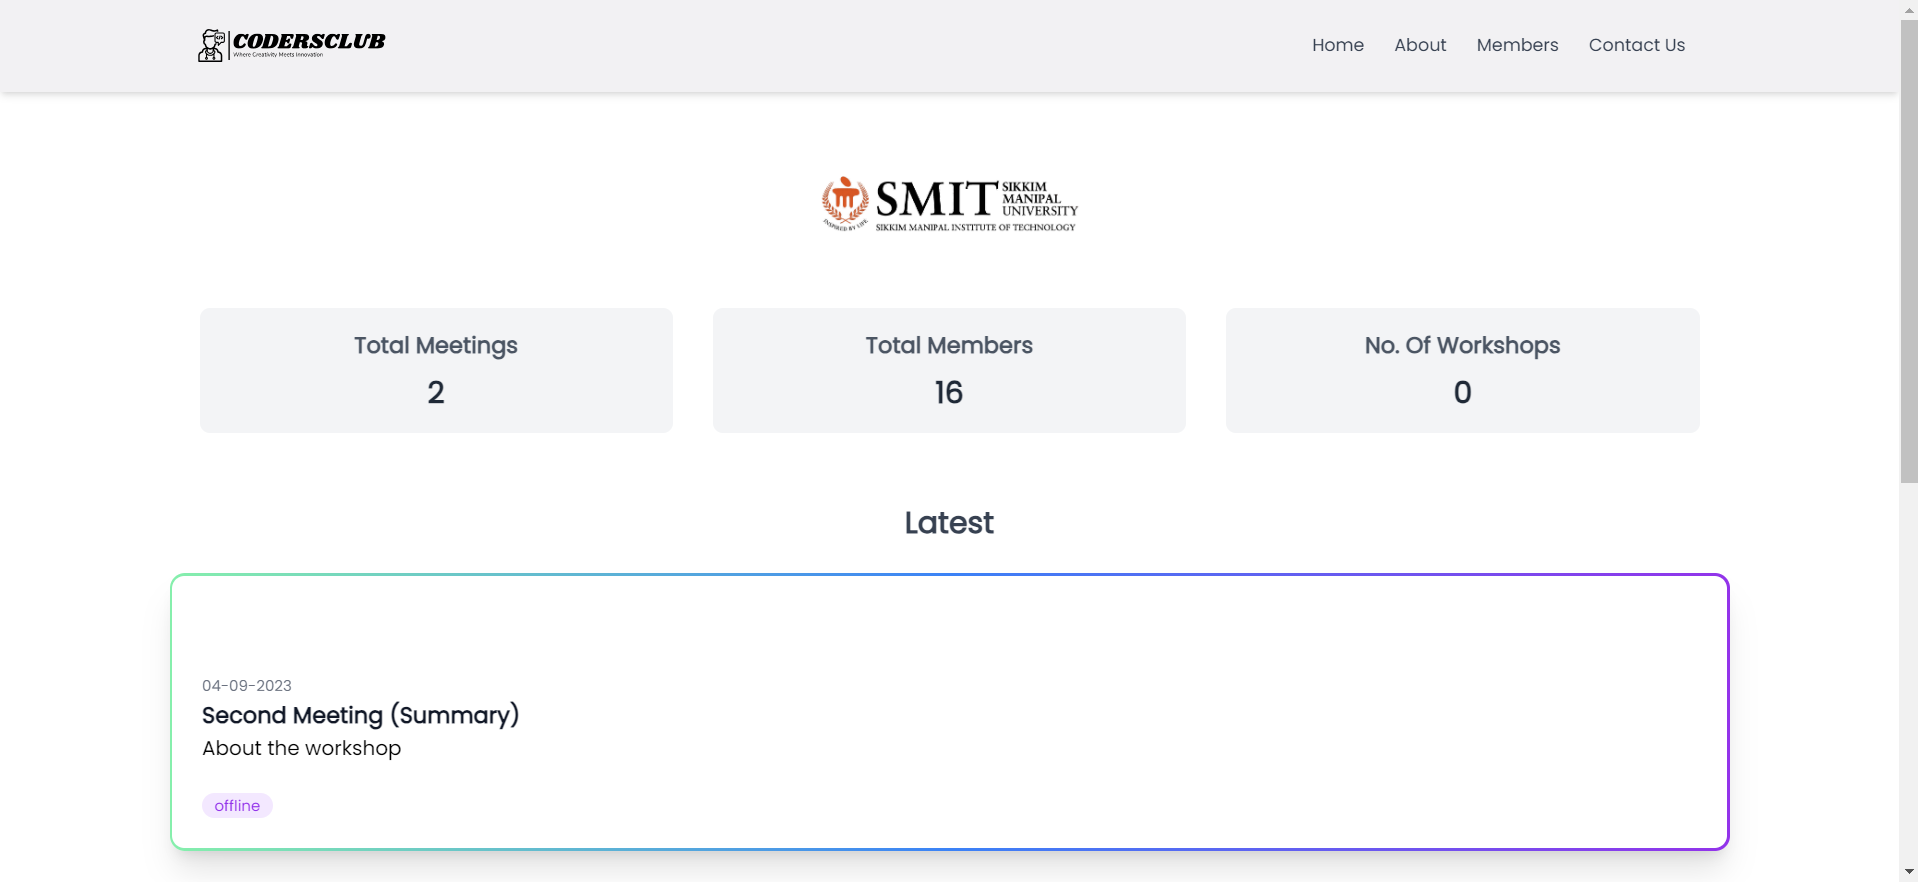 CODERSCLUB
Where Creativity Meets Innovation
Home
About
Members
Contact Us
SMIT
SIKKIM
MANIPAL
UNIVERSITY
INSPIRED BY LIFE
SIKKIM MANIPAL INSTITUTE OF TECHNOLOGY
Total Meetings
2
Total Members
16
No. Of Workshops
0
Latest
04-09-2023
Second Meeting (Summary)
About the workshop
offline